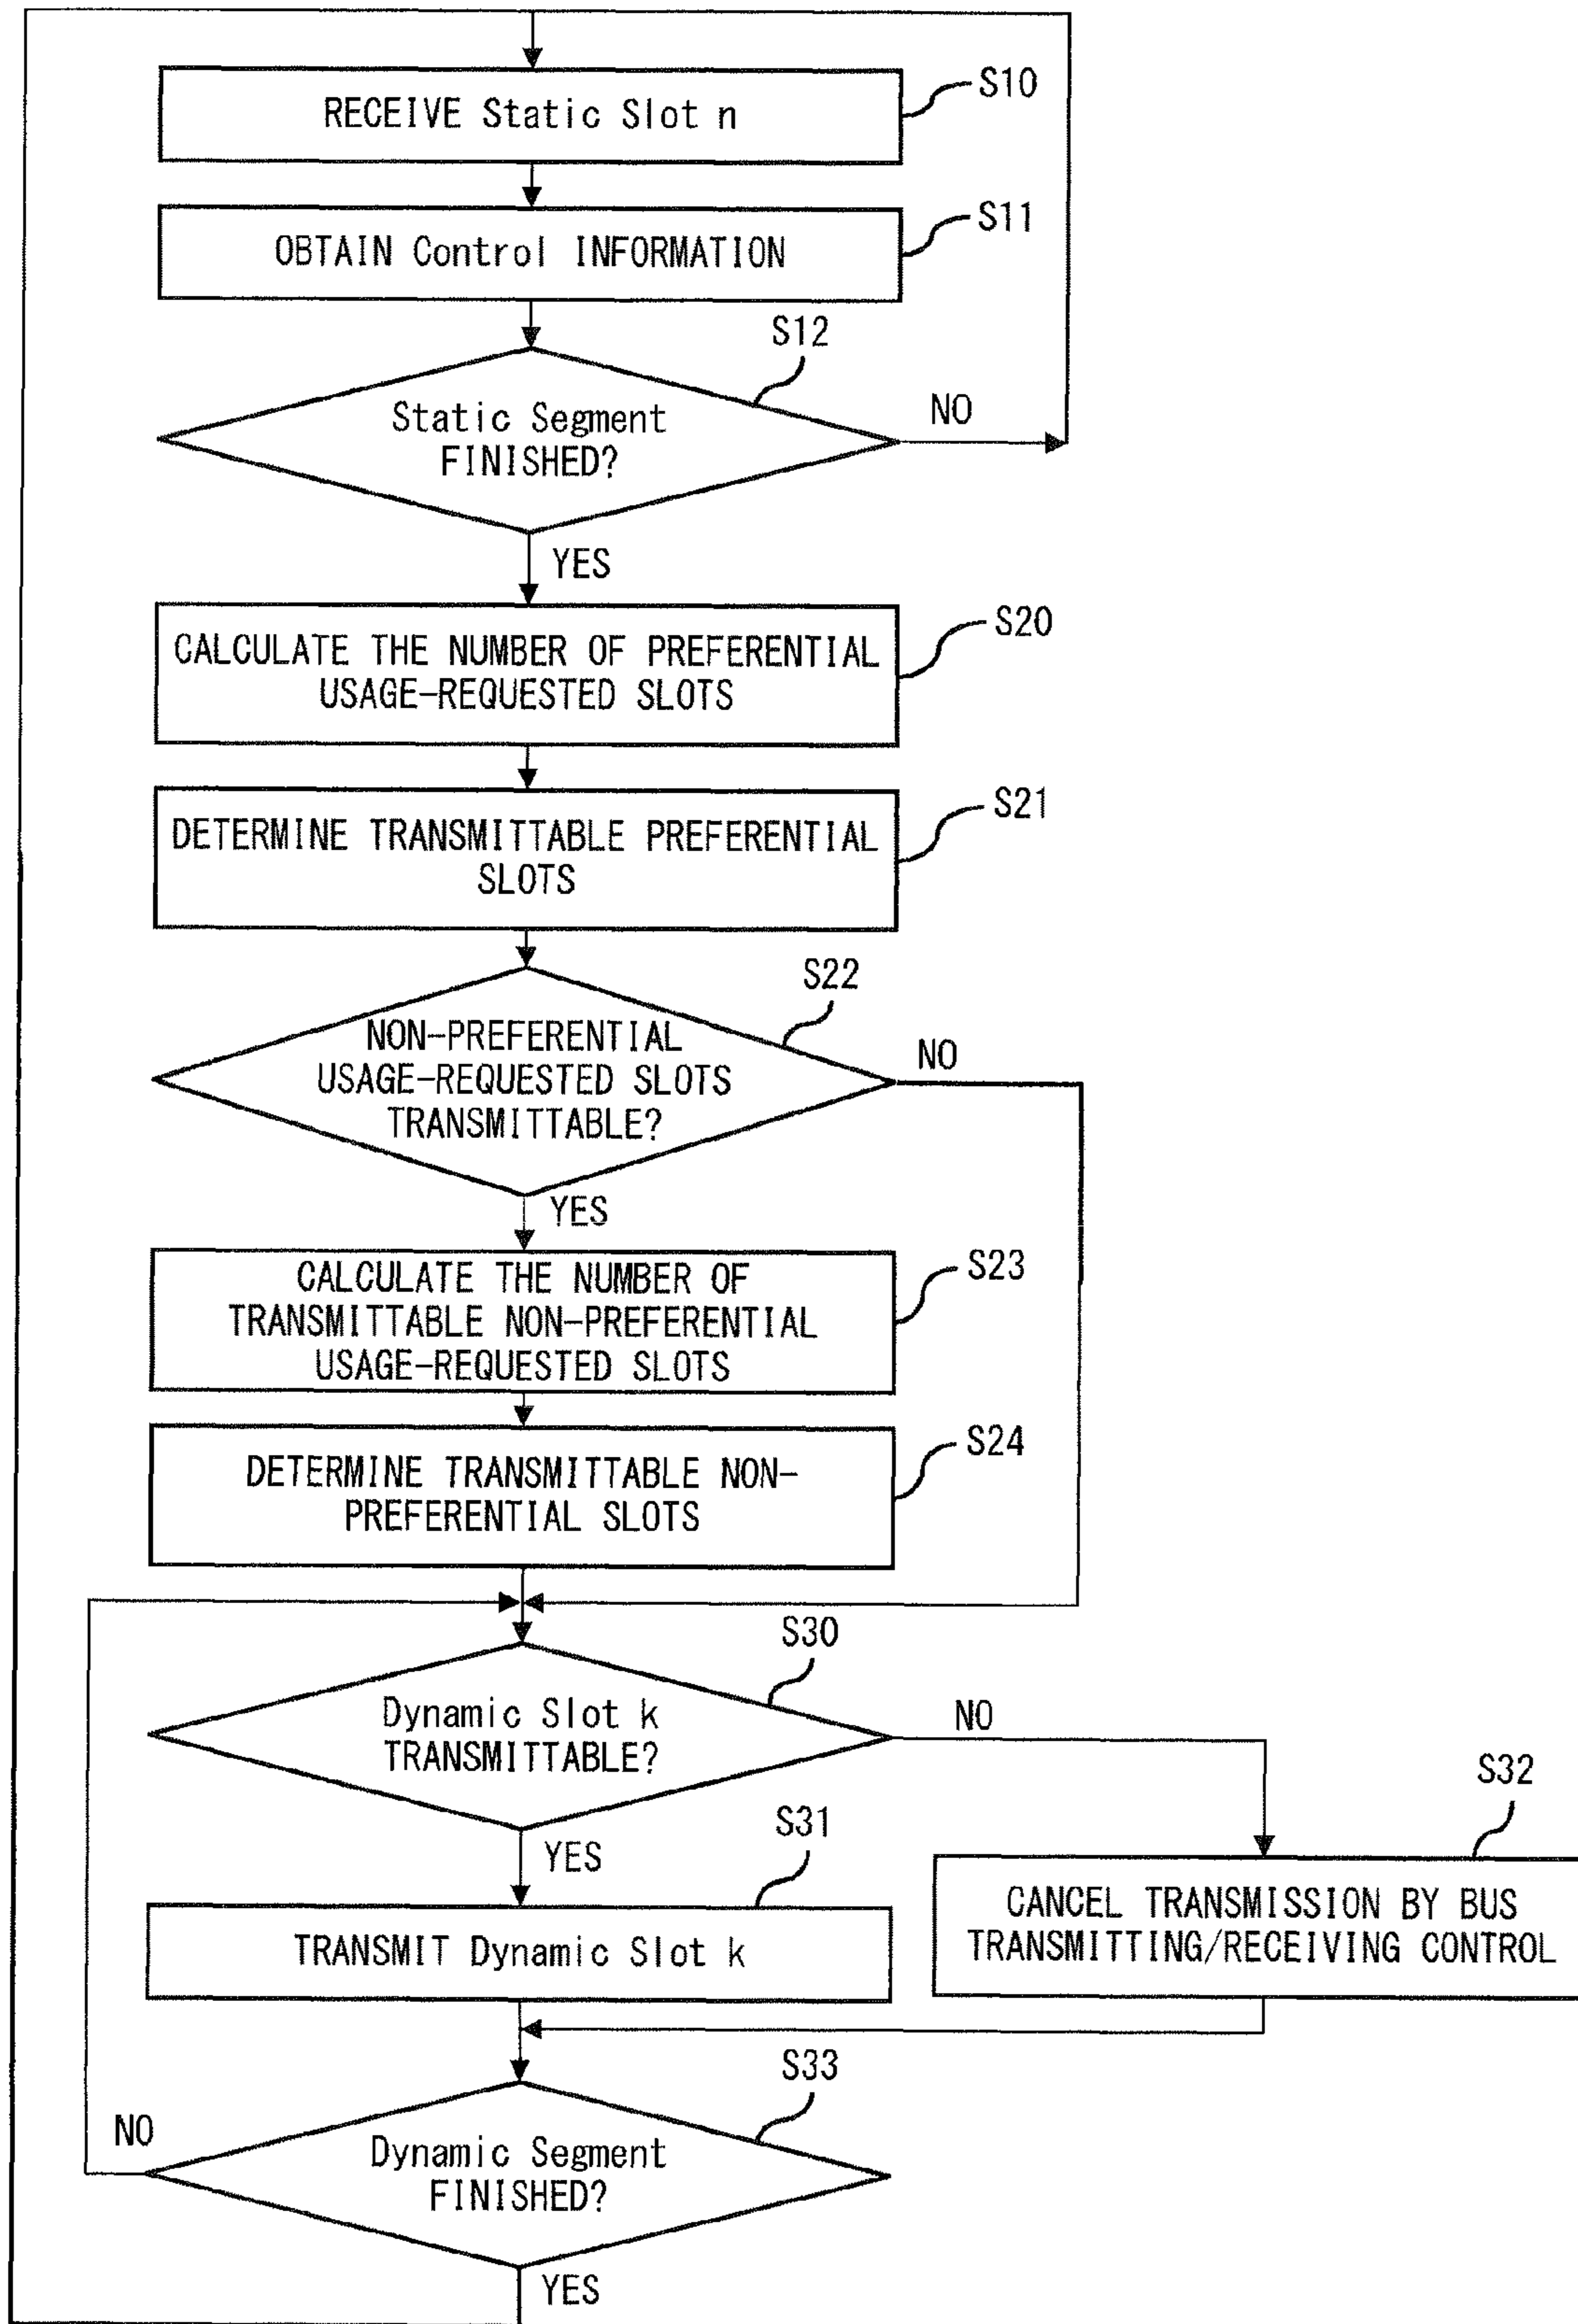 RECEIVE Static Slot n
S10
OBTAIN Control INFORMATION
S11
S12
Static Segment
FINISHED?
NO
YES
CALCULATE THE NUMBER OF PREFERENTIAL
USAGE-REQUESTED SLOTS
S20
DETERMINE TRANSMITTABLE PREFERENTIAL
SLOTS
S21
S22
NON-PREFERENTIAL
USAGE-REQUESTED SLOTS
TRANSMITTABLE?
NO
YES
CALCULATE THE NUMBER OF
TRANSMITTABLE NON-PREFERENTIAL
USAGE-REQUESTED SLOTS
S23
DETERMINE TRANSMITTABLE NON-
PREFERENTIAL SLOTS
S24
S30
Dynamic Slot k
TRANSMITTABLE?
NO
YES
S31
TRANSMIT Dynamic Slot k
S32
CANCEL TRANSMISSION BY BUS
TRANSMITTING/RECEIVING CONTROL
S33
NO
Dynamic Segment
FINISHED?
YES